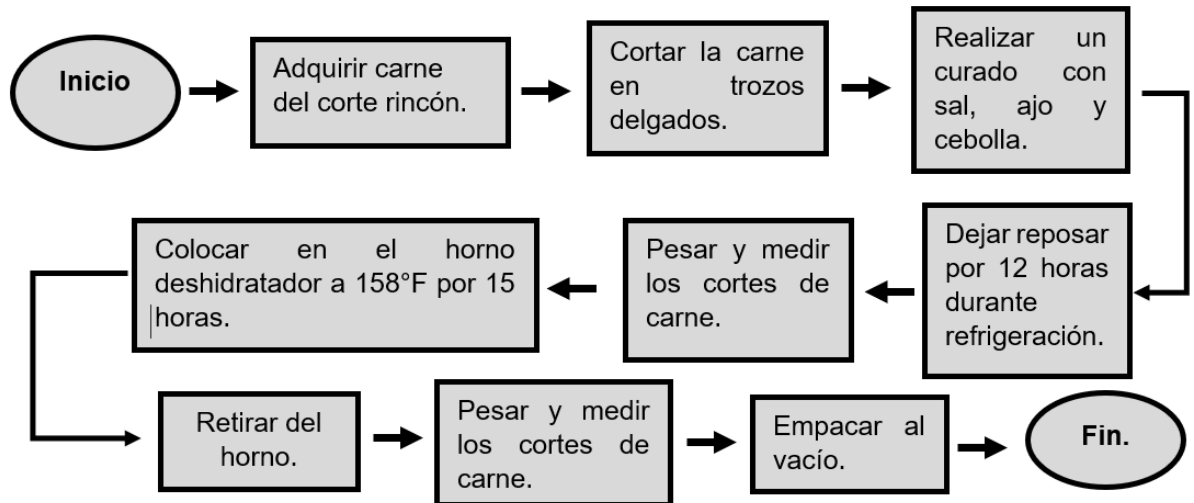 Inicio
Adquirir carne
del corte rincón.
Cortar la carne
en trozos
delgados.
Realizar un
curado con
sal, ajo y
cebolla.
Dejar reposar
por 12 horas
durante
refrigeración.
Pesar y medir
los cortes de
carne.
Colocar en el horno
deshidratador a 158°F por 15
horas.
Retirar del
horno.
Pesar y medir
los cortes de
carne.
Empacar al
vacío.
Fin.